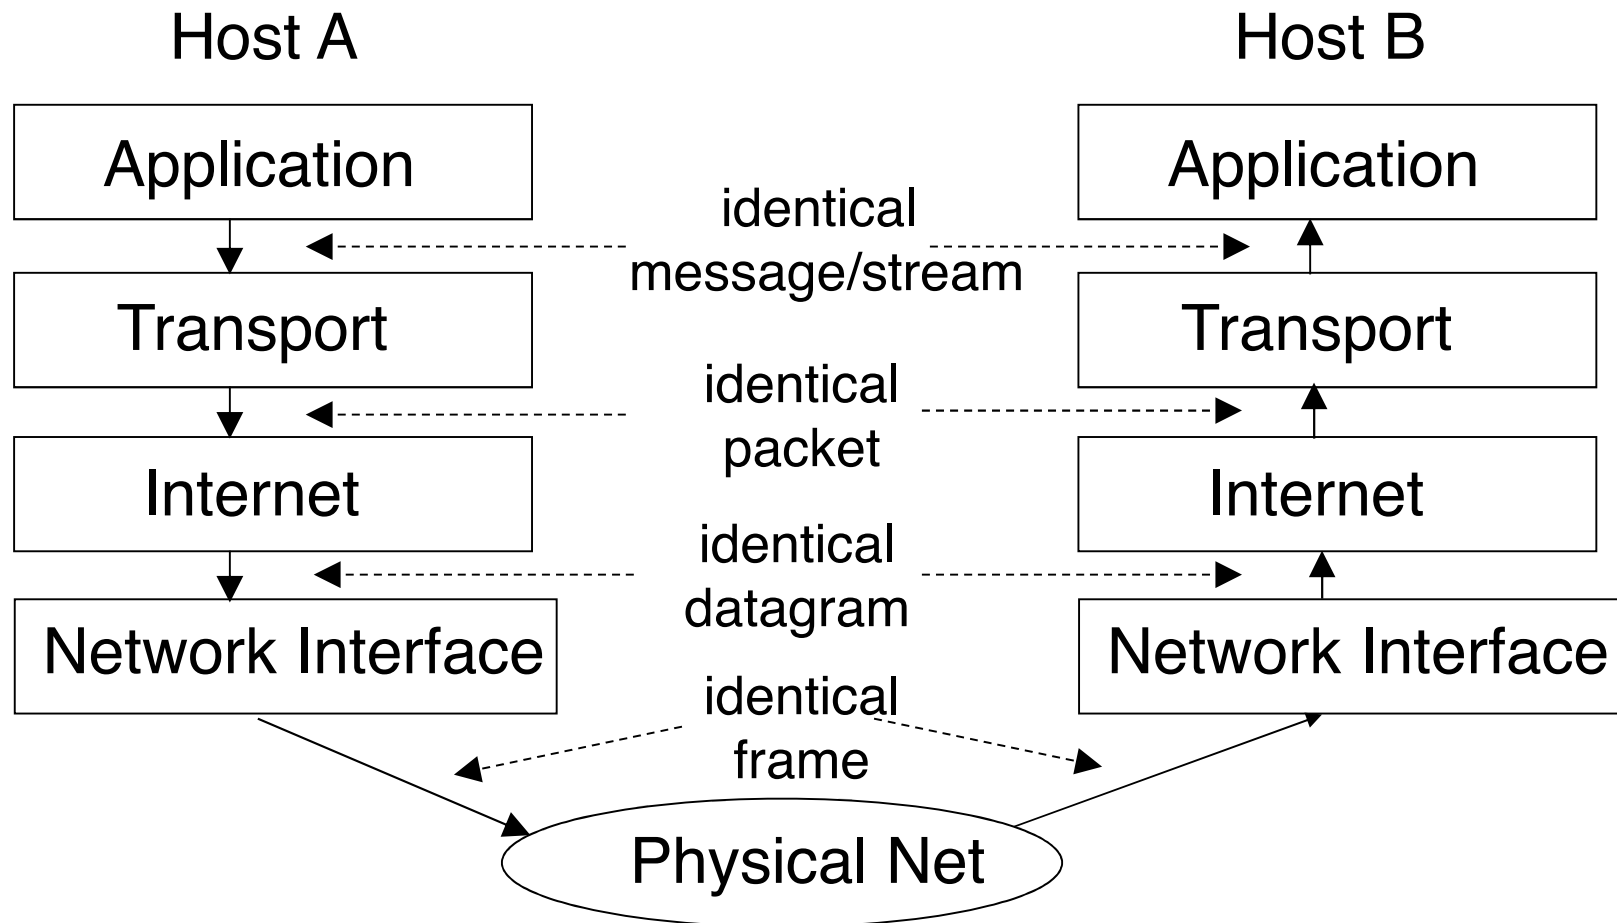 Host A
Host B
Application
Application
identical
message/stream
Transport
Transport
identical
packet
Internet
Internet
identical
datagram
Network Interface
Network Interface
identical
frame
Physical Net